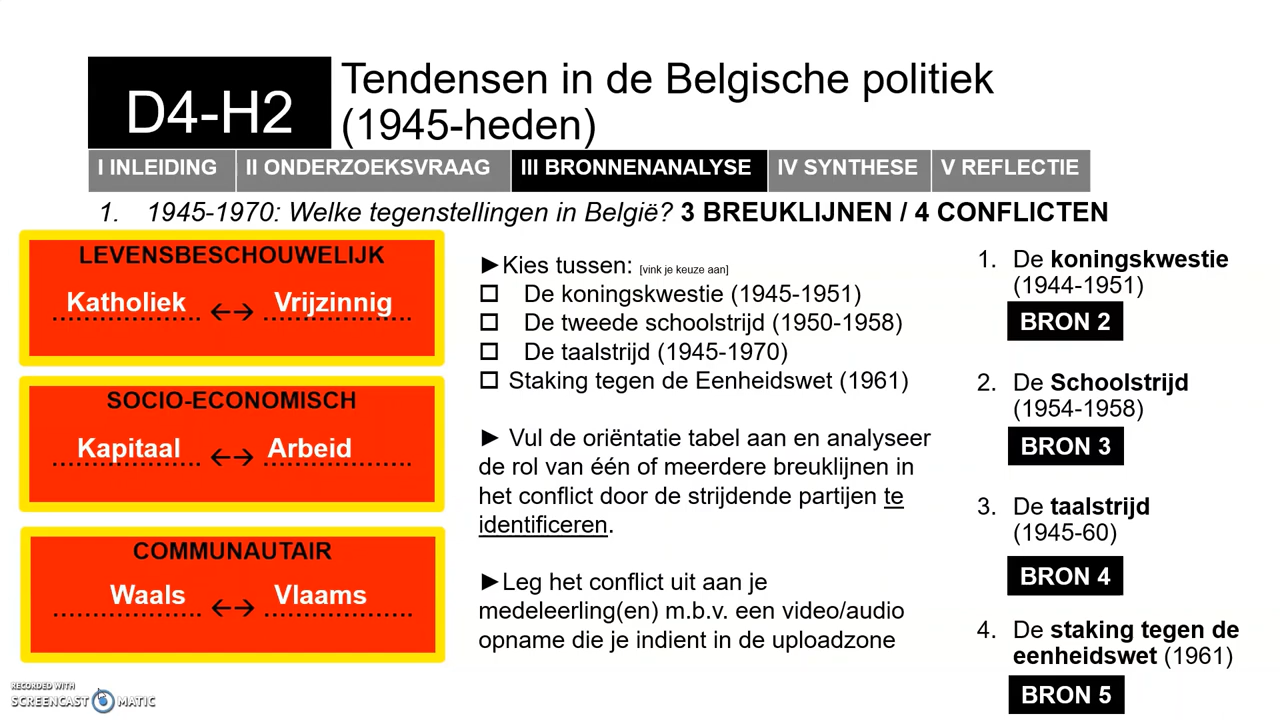 D4-H2
Tendensen in de Belgische politiek
(1945-heden)
I INLEIDING
II ONDERZOEKSVRAAG
III BRONNENANALYSE
IV SYNTHESE
V REFLECTIE
1. 1945-1970: Welke tegenstellingen in België? 3 BREUKLIJNEN / 4 CONFLICTEN
LEVENSBESCHOUWELIJK
Katholiek ←→ Vrijzinnig
SOCIO-ECONOMISCH
Kapitaal ←→ Arbeid
COMMUNAUTAIR
Waals ←→ Vlaams
►Kies tussen: [vink je keuze aan]
☐ De koningskwestie (1945-1951)
☐ De tweede schoolstrijd (1950-1958)
☐ De taalstrijd (1945-1970)
☐ Staking tegen de Eenheidswet (1961)
► Vul de oriëntatie tabel aan en analyseer
de rol van één of meerdere breuklijnen in
het conflict door de strijdende partijen te
identificeren.
►Leg het conflict uit aan je
medeleerling(en) m.b.v. een video/audio
opname die je indient in de uploadzone
1. De koningskwestie
(1944-1951)
BRON 2
2. De Schoolstrijd
(1954-1958)
BRON 3
3. De taalstrijd
(1945-60)
BRON 4
4. De staking tegen de
eenheidswet (1961)
BRON 5
RECORDED WITH
SCREENCAST MATIC